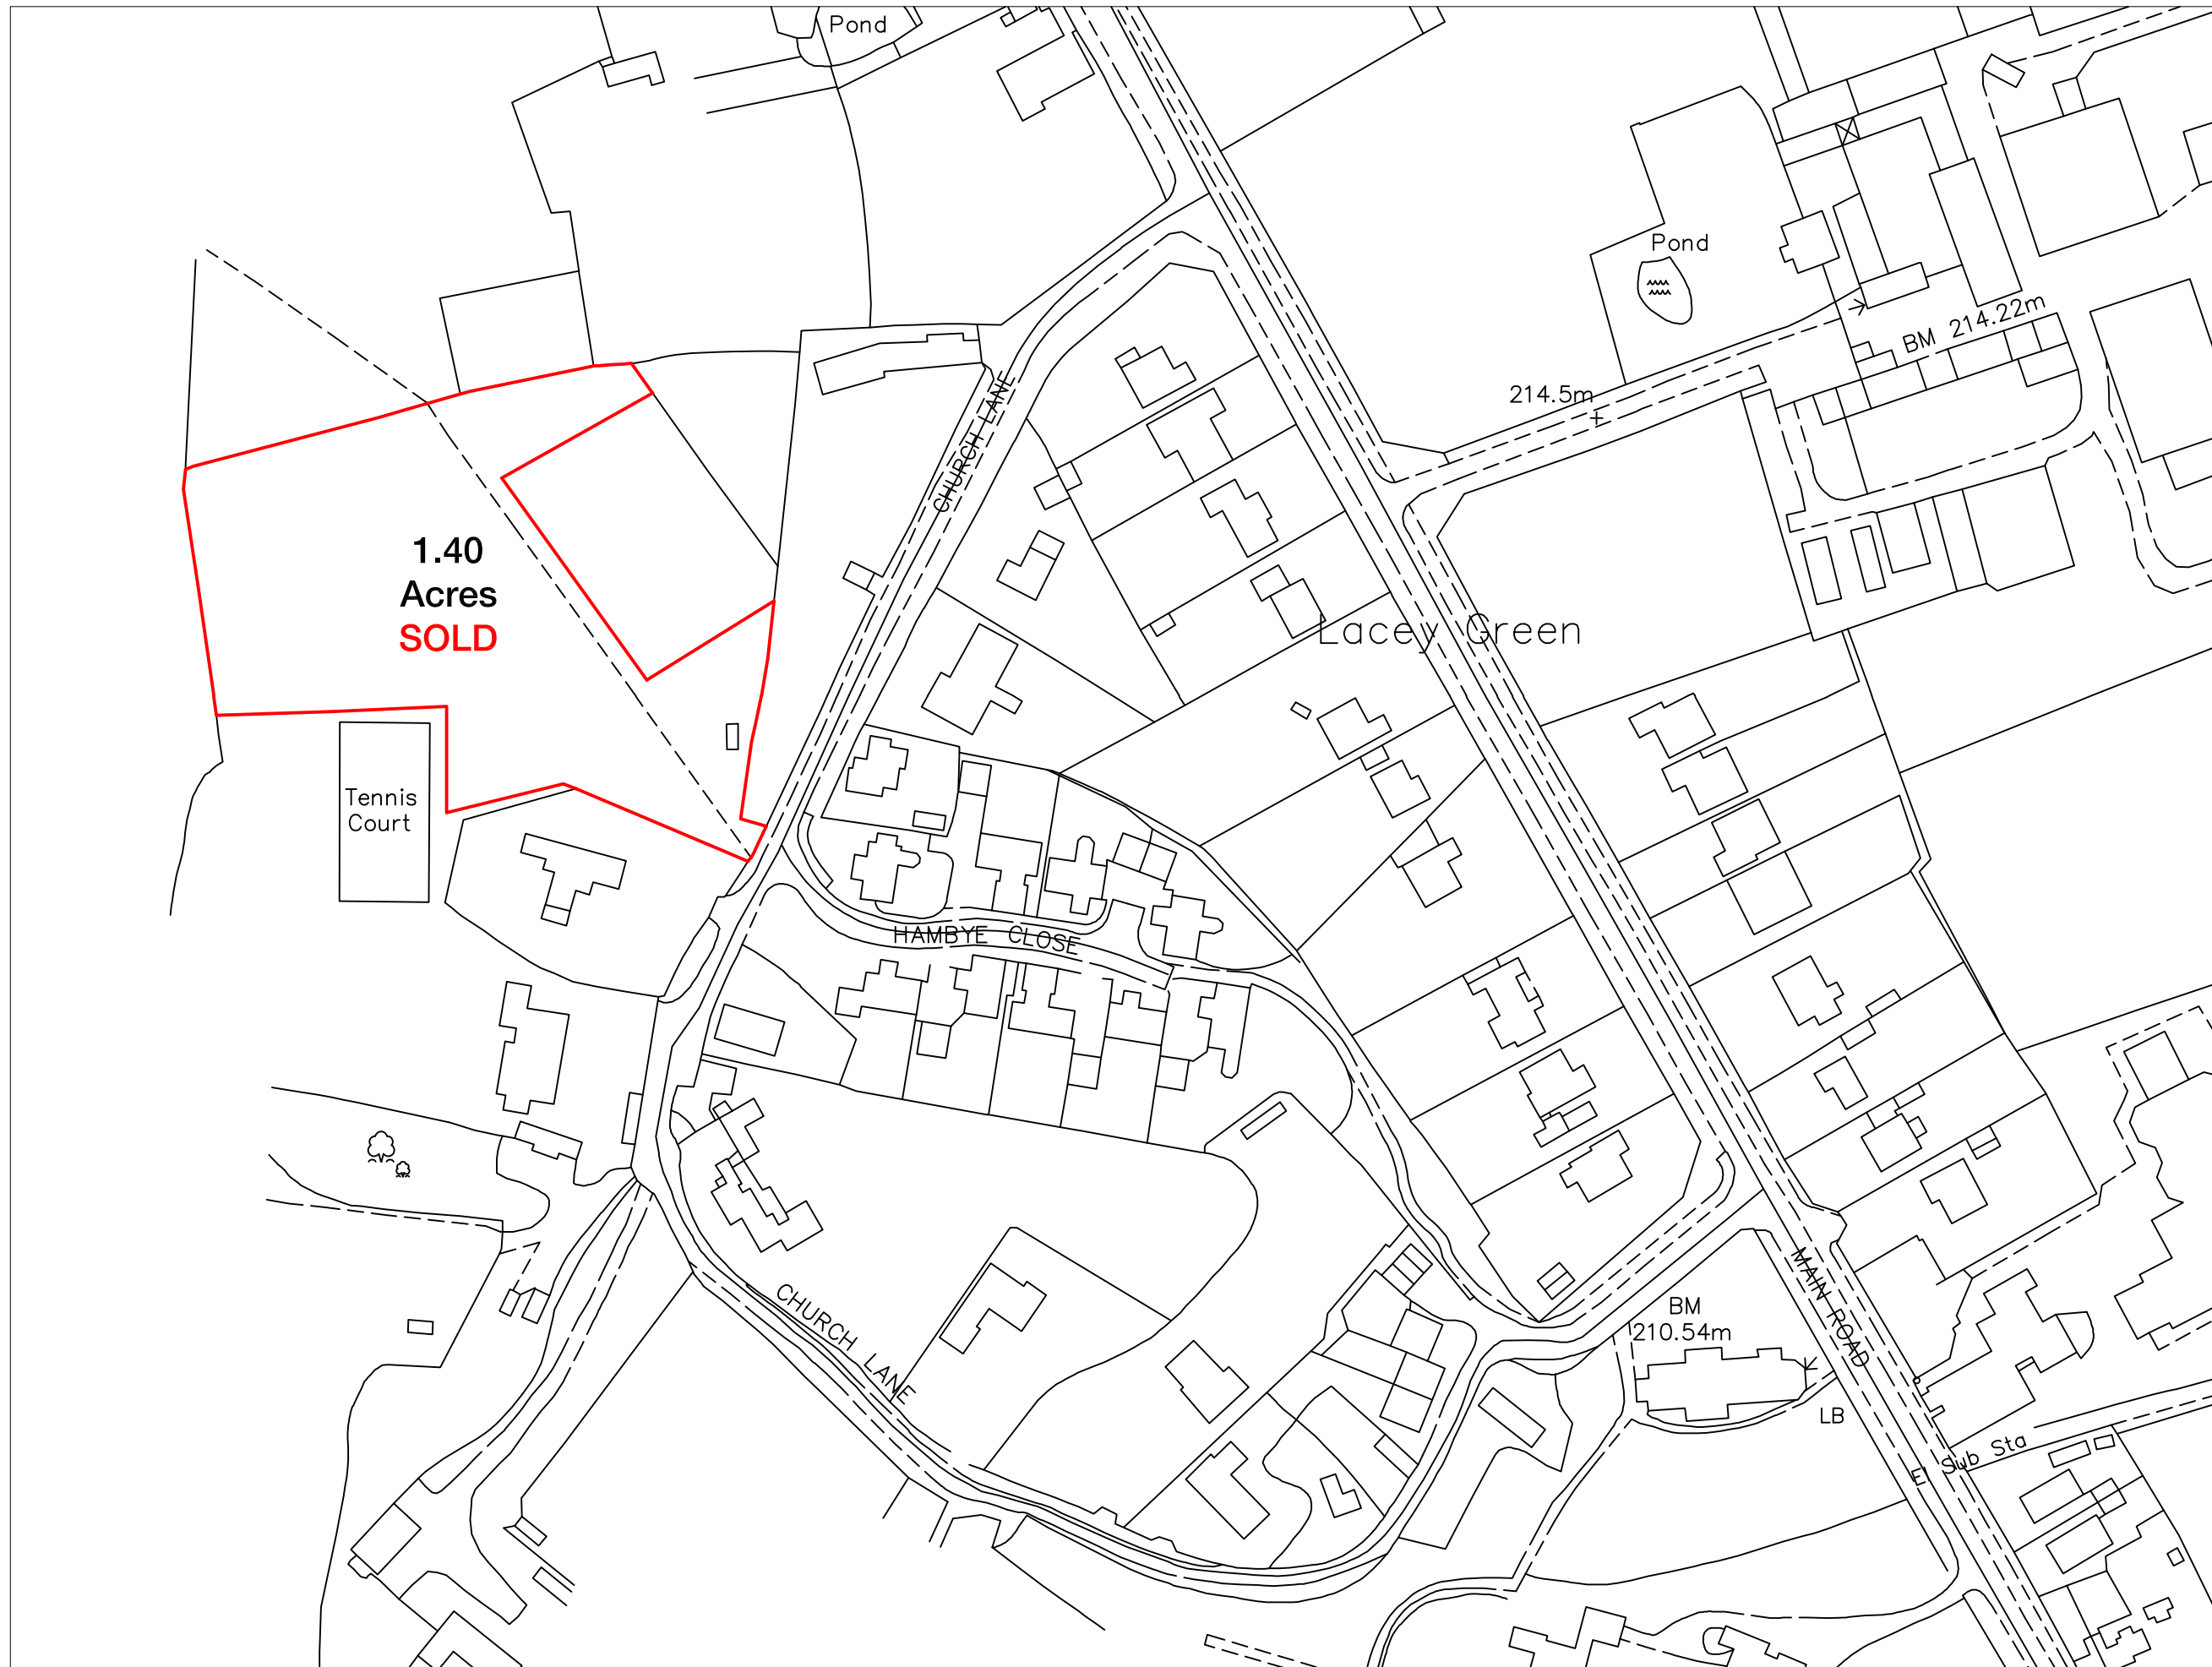 Pond
Pond
BM 214.22m
214.5m
CHURCH LANE
1.40
Acres
SOLD
Lacey Green
Tennis
Court
HAMBYE CLOSE
CHURCH LANE
MAIN ROAD
BM
210.54m
LB
El Sub Sta